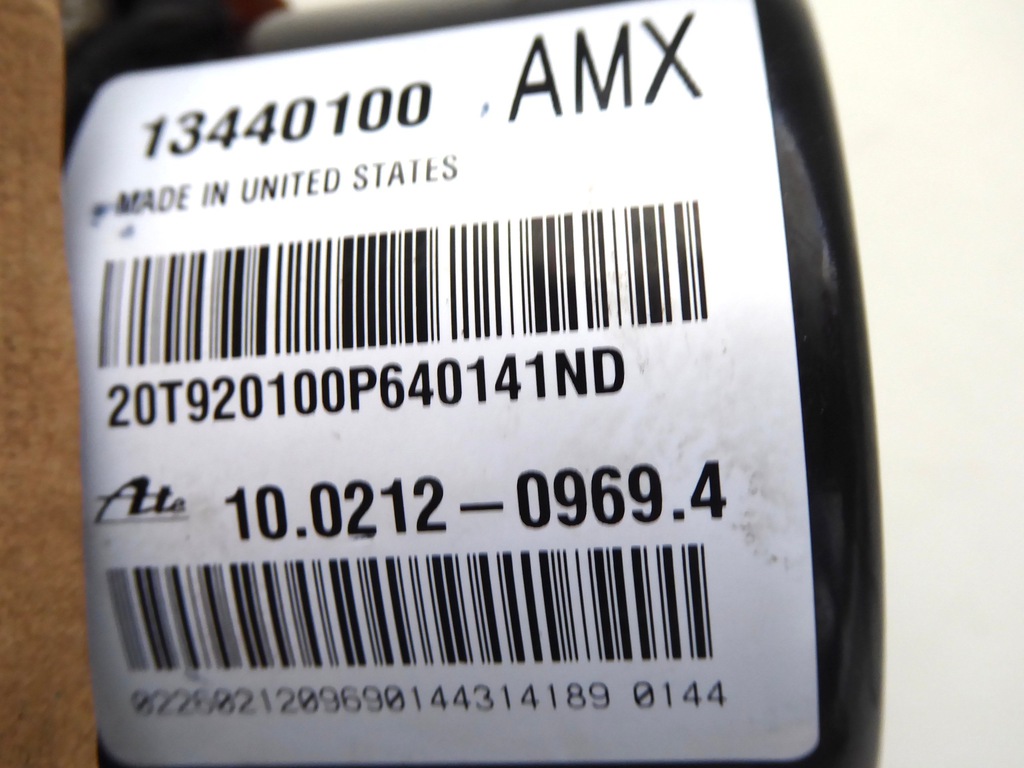 13440100 AMX
MADE IN UNITED STATES
20T920100P640141ND
Ate 10.0212-0969.4
0226021209690144314189 0144